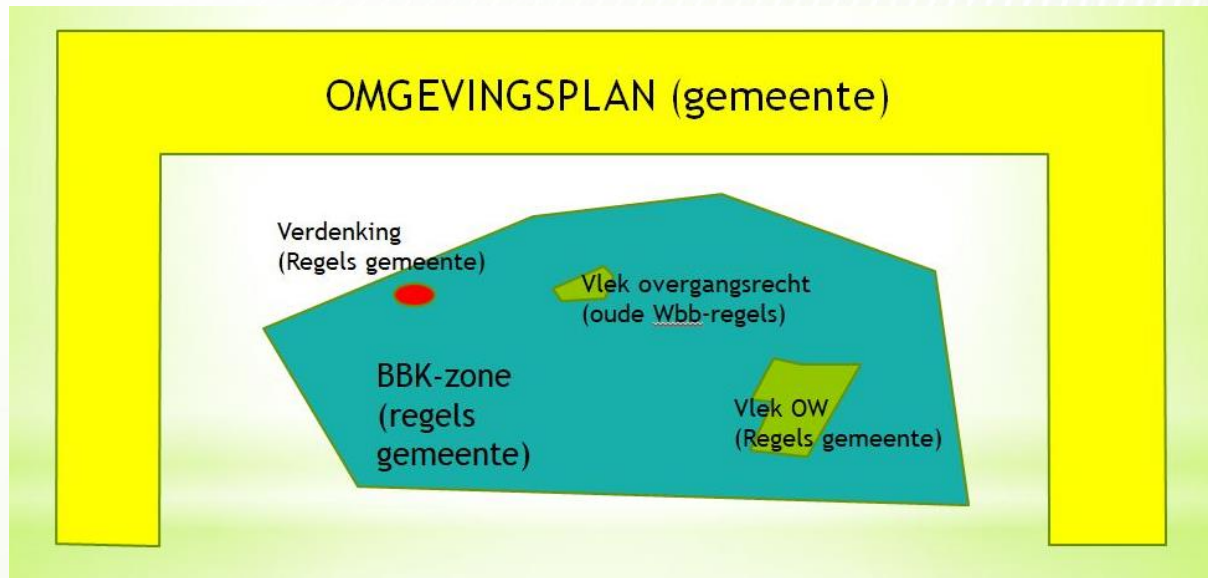 OMGEVINGSPLAN (gemeente)
Verdenking
(Regels gemeente)
Vlek overgangsrecht
(oude Wbb-regels)
BBK-zone
(regels
gemeente)
Vlek OW
(Regels gemeente)